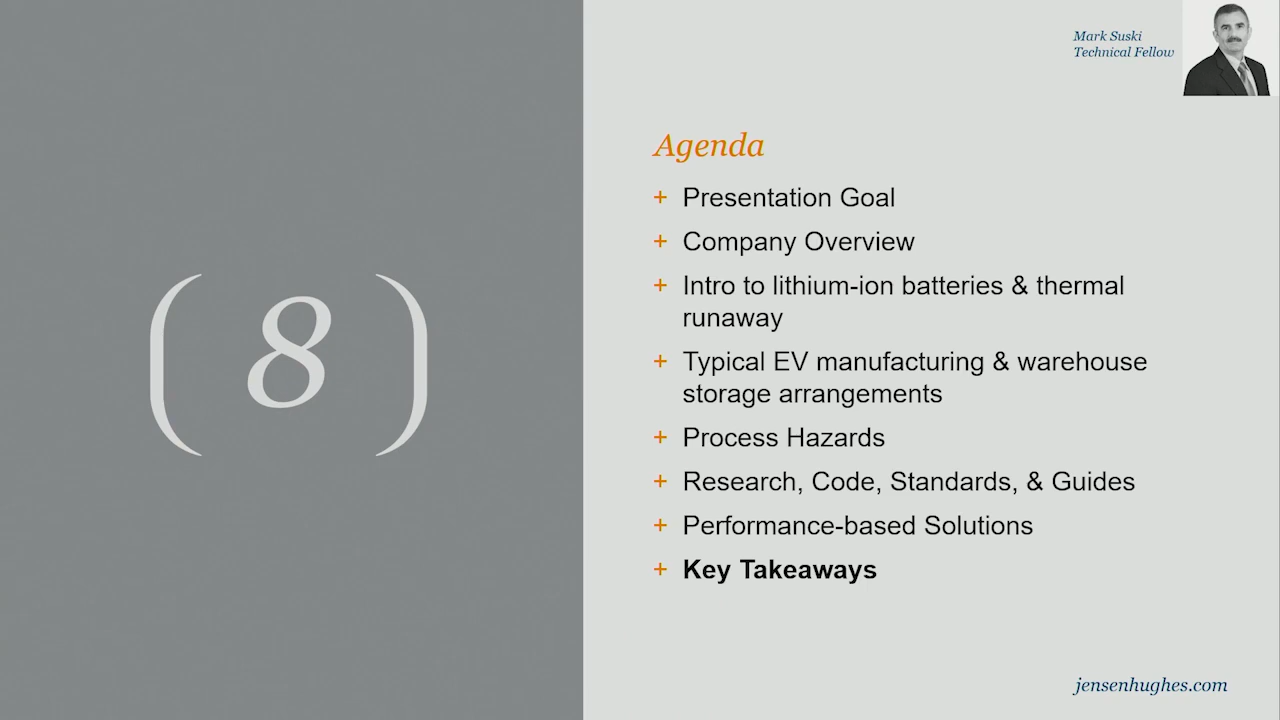 Mark Suski
Technical Fellow
( 8 )
Agenda
+ Presentation Goal
+ Company Overview
+ Intro to lithium-ion batteries & thermal
runaway
+ Typical EV manufacturing & warehouse
storage arrangements
+ Process Hazards
+ Research, Code, Standards, & Guides
+ Performance-based Solutions
+ Key Takeaways
jensenhughes.com